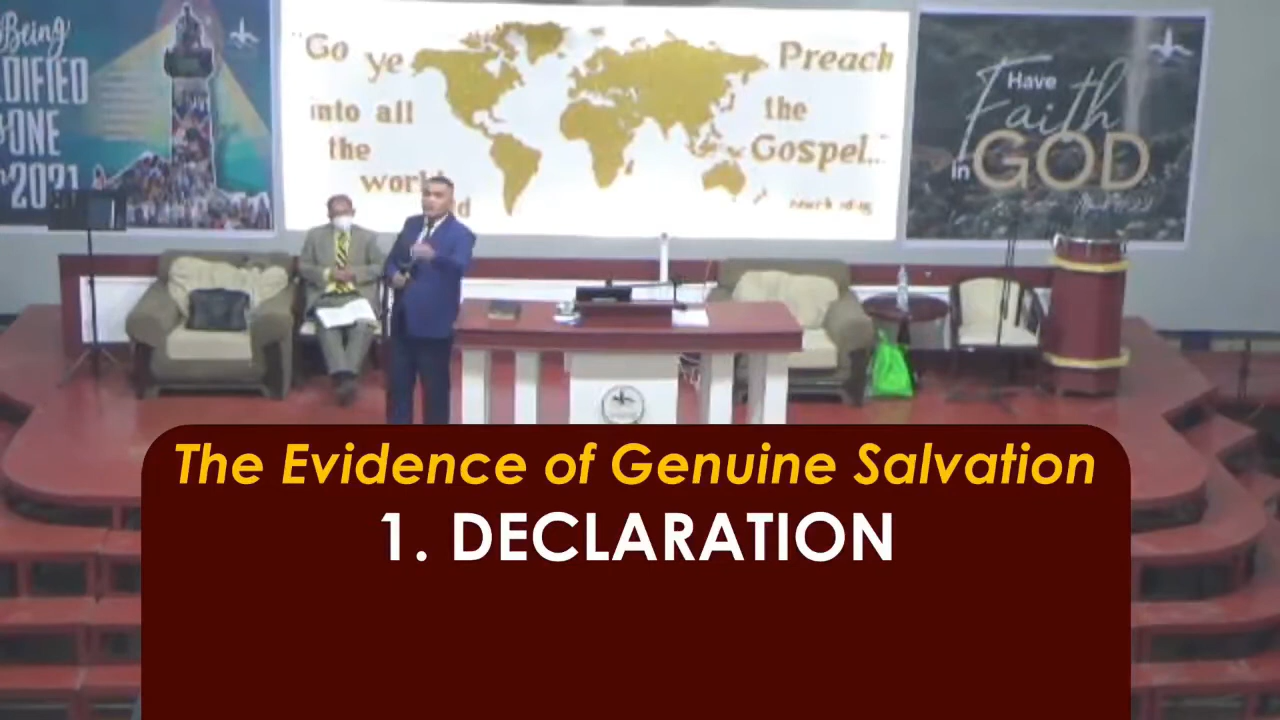 Being
EDIFIED
ONE
2021
"Go ye
into all
the
world
Preach
the
Gospel..."
Have
Faith
in GOD
The Evidence of Genuine Salvation
1. DECLARATION